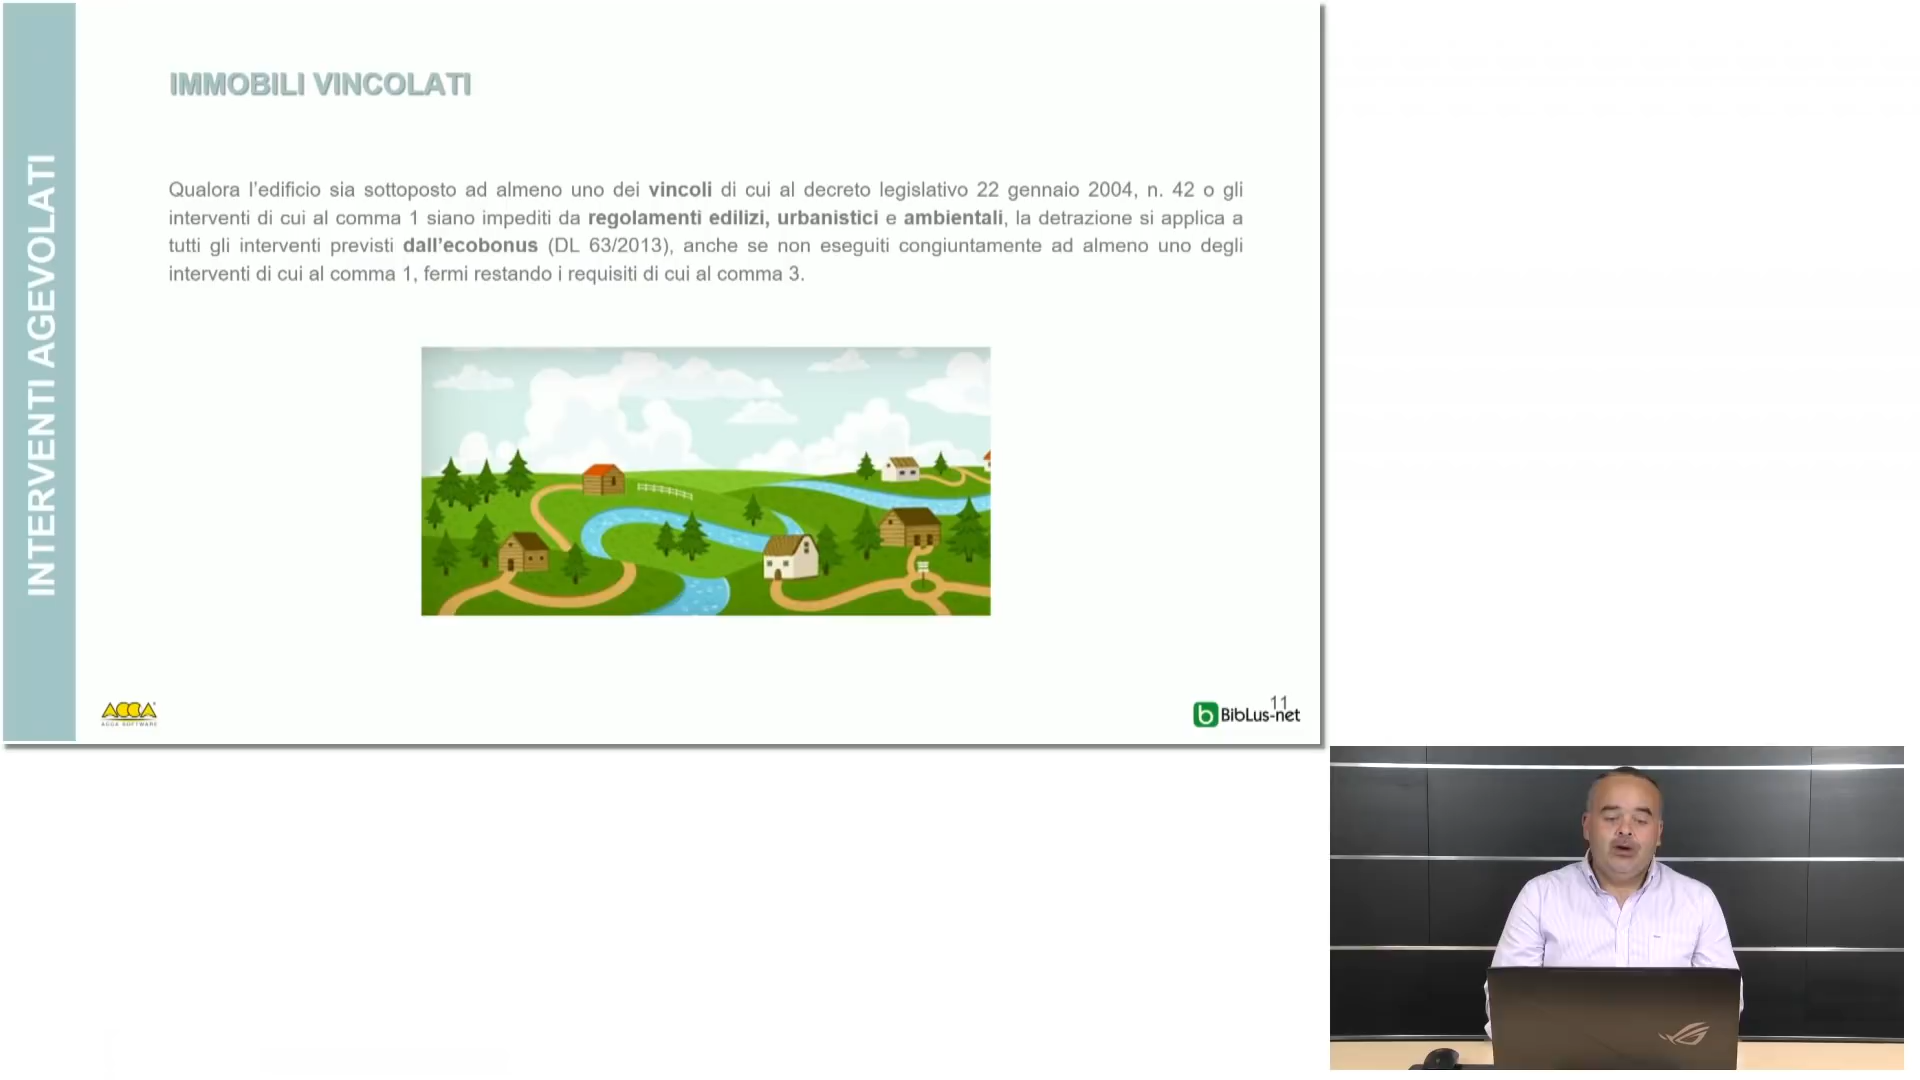 INTERVENTI AGEVOLATI
IMMOBILI VINCOLATI
Qualora l'edificio sia sottoposto ad almeno uno dei vincoli di cui al decreto legislativo 22 gennaio 2004, n. 42 o gli
interventi di cui al comma 1 siano impediti da regolamenti edilizi, urbanistici e ambientali, la detrazione si applica a
tutti gli interventi previsti dall'ecobonus (DL 63/2013), anche se non eseguiti congiuntamente ad almeno uno degli
interventi di cui al comma 1, fermi restando i requisiti di cui al comma 3.
ACCA
ACCA SOFTWARE
11
BibLus-net